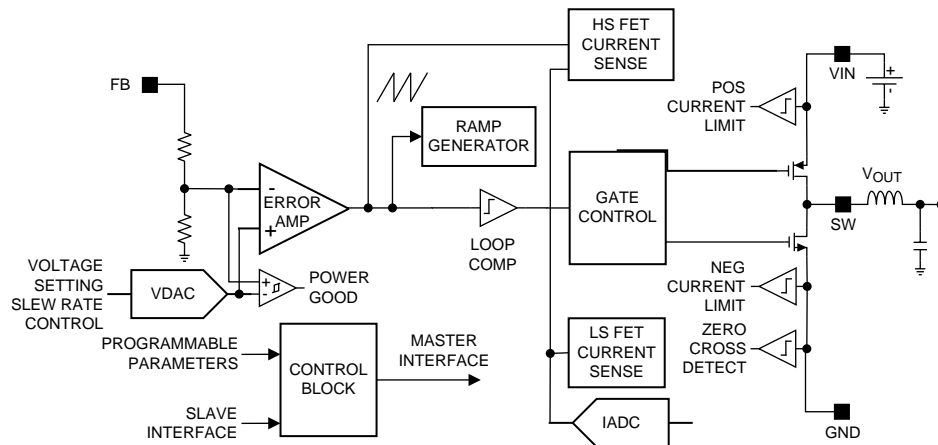 HS FET
CURRENT
SENSE
FB
VIN
+
-
POS
CURRENT
LIMIT
RAMP
GENERATOR
-
ERROR
AMP
+
GATE
CONTROL
VOUT
SW
LOOP
COMP
VOLTAGE
SETTING
SLEW RATE
CONTROL
VDAC
+
-
POWER
GOOD
NEG
CURRENT
LIMIT
PROGRAMMABLE
PARAMETERS
CONTROL
BLOCK
MASTER
INTERFACE
LS FET
CURRENT
SENSE
ZERO
CROSS
DETECT
SLAVE
INTERFACE
IADC
GND